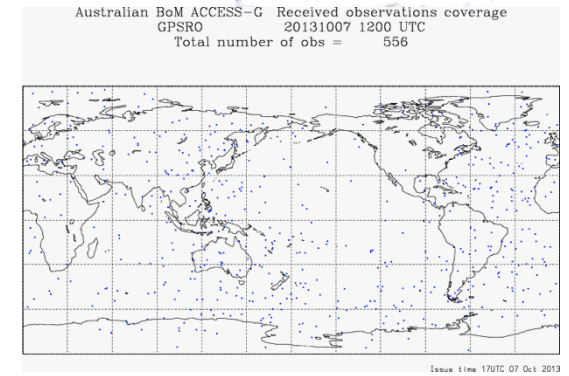 Australian BoM ACCESS-G Received observations coverage
GPSRO 20131007 1200 UTC
Total number of obs = 556
Issue time 17UTC 07 Oct 2013